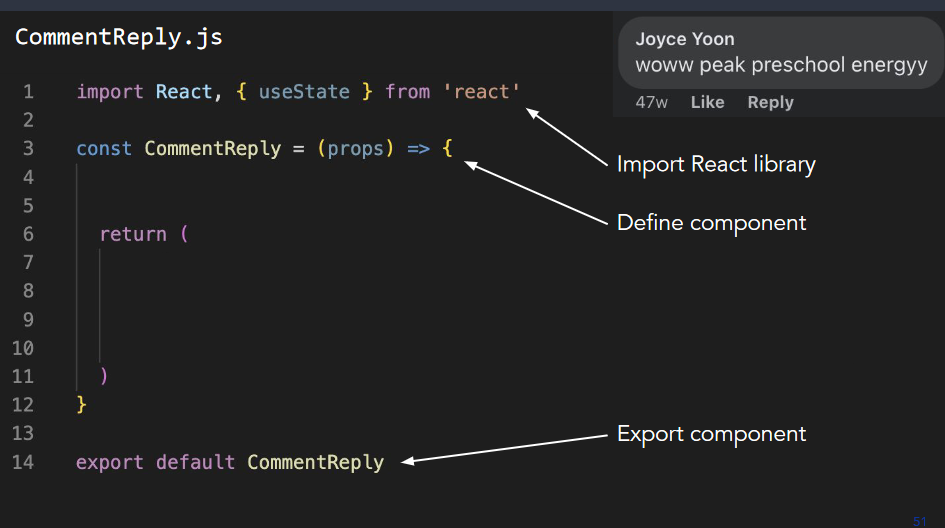 CommentReply.js
Joyce Yoon
woww peak preschool energyy
47w Like Reply
1 import React, { useState } from 'react'
2
3 const CommentReply = (props) => {
4
5
6 return (
7
8
9
10
11 )
12 }
13
14 export default CommentReply
Import React library
Define component
Export component
51